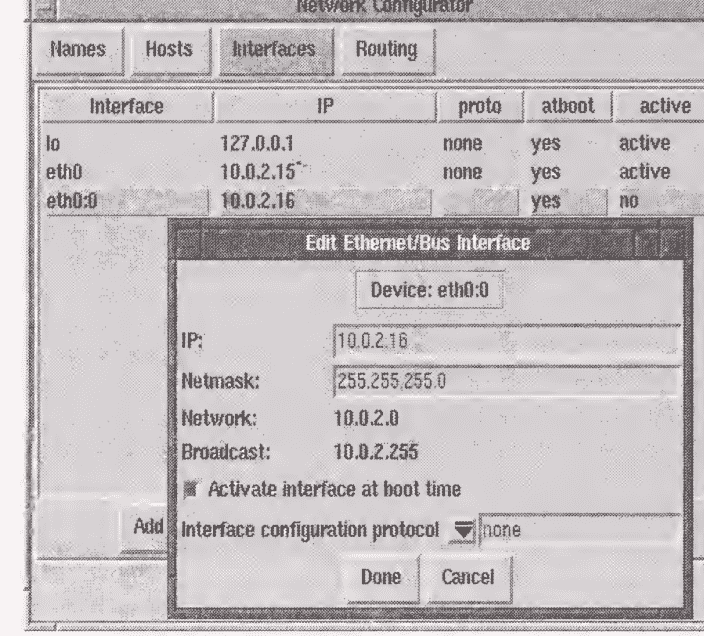 Network Configurator
Names Hosts Interfaces Routing
Interface IP proto atboot active
lo 127.0.0.1 none yes active
eth0 10.0.2.15 none yes active
eth0:0 10.0.2.16 yes no
Edit Ethernet/Bus Interface
Device: eth0:0
IP: 10.0.2.16
Netmask: 255.255.255.0
Network: 10.0.2.0
Broadcast: 10.0.2.255
Activate interface at boot time
Add
Interface configuration protocol none
Done Cancel